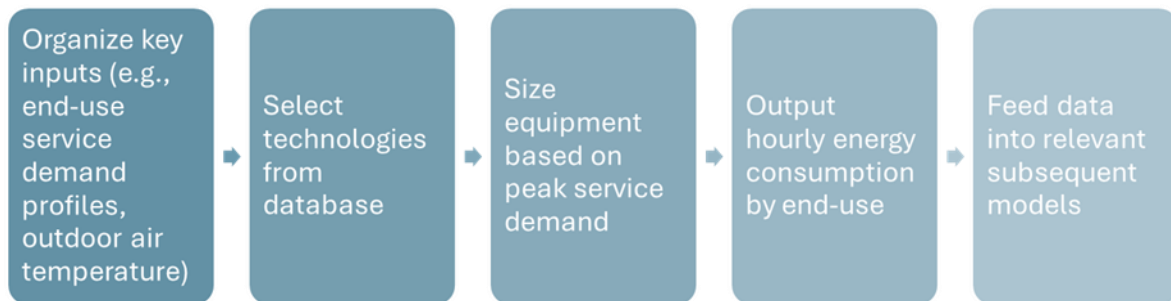 Organize key
inputs (e.g.,
end-use
service
demand
profiles,
outdoor air
temperature)
Select
technologies
from
database
Size
equipment
based on
peak service
demand
Output
hourly energy
consumption
by end-use
Feed data
into relevant
subsequent
models